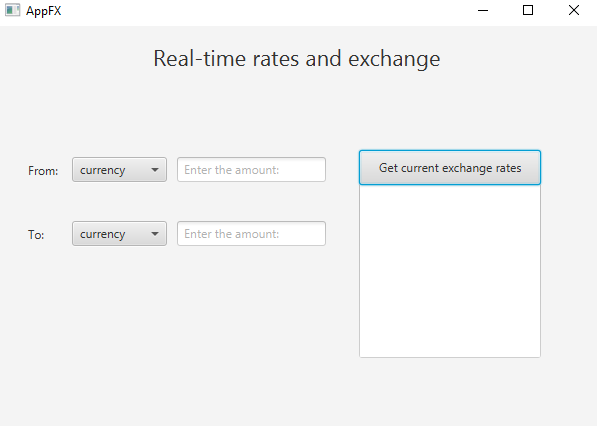 AppFX
Real-time rates and exchange
From: currency Enter the amount:
Get current exchange rates
To: currency Enter the amount: